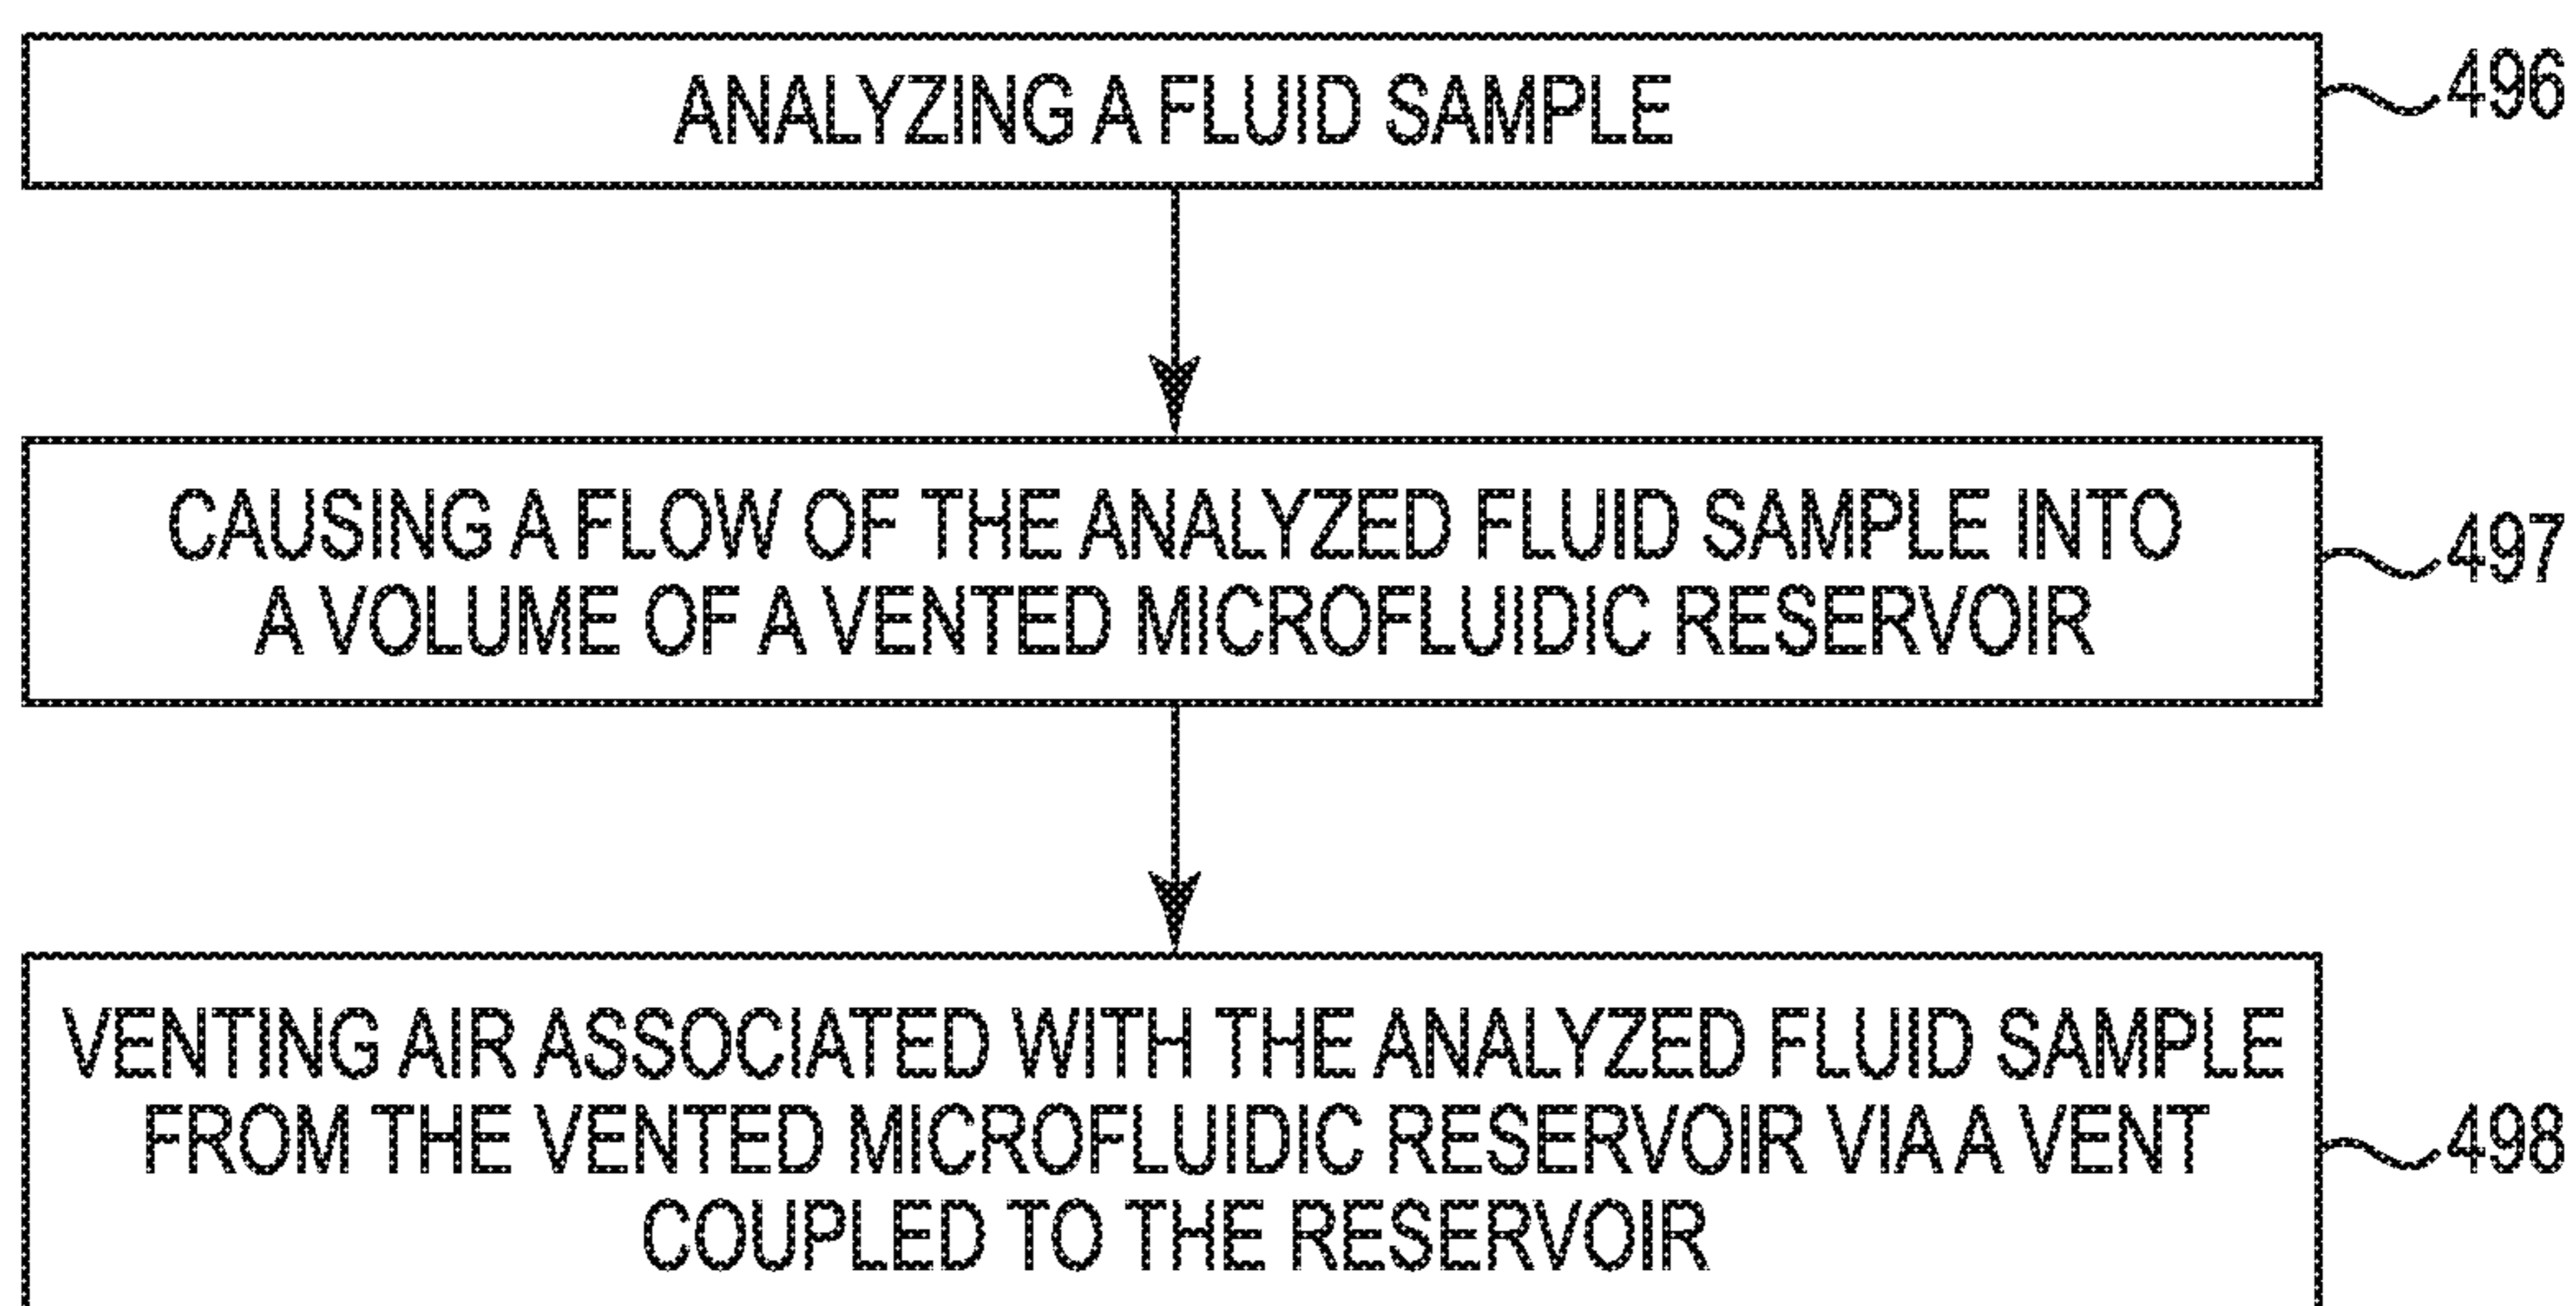 ANALYZING A FLUID SAMPLE
496
CAUSING A FLOW OF THE ANALYZED FLUID SAMPLE INTO
A VOLUME OF A VENTED MICROFLUIDIC RESERVOIR
497
VENTING AIR ASSOCIATED WITH THE ANALYZED FLUID SAMPLE
FROM THE VENTED MICROFLUIDIC RESERVOIR VIA A VENT
COUPLED TO THE RESERVOIR
498